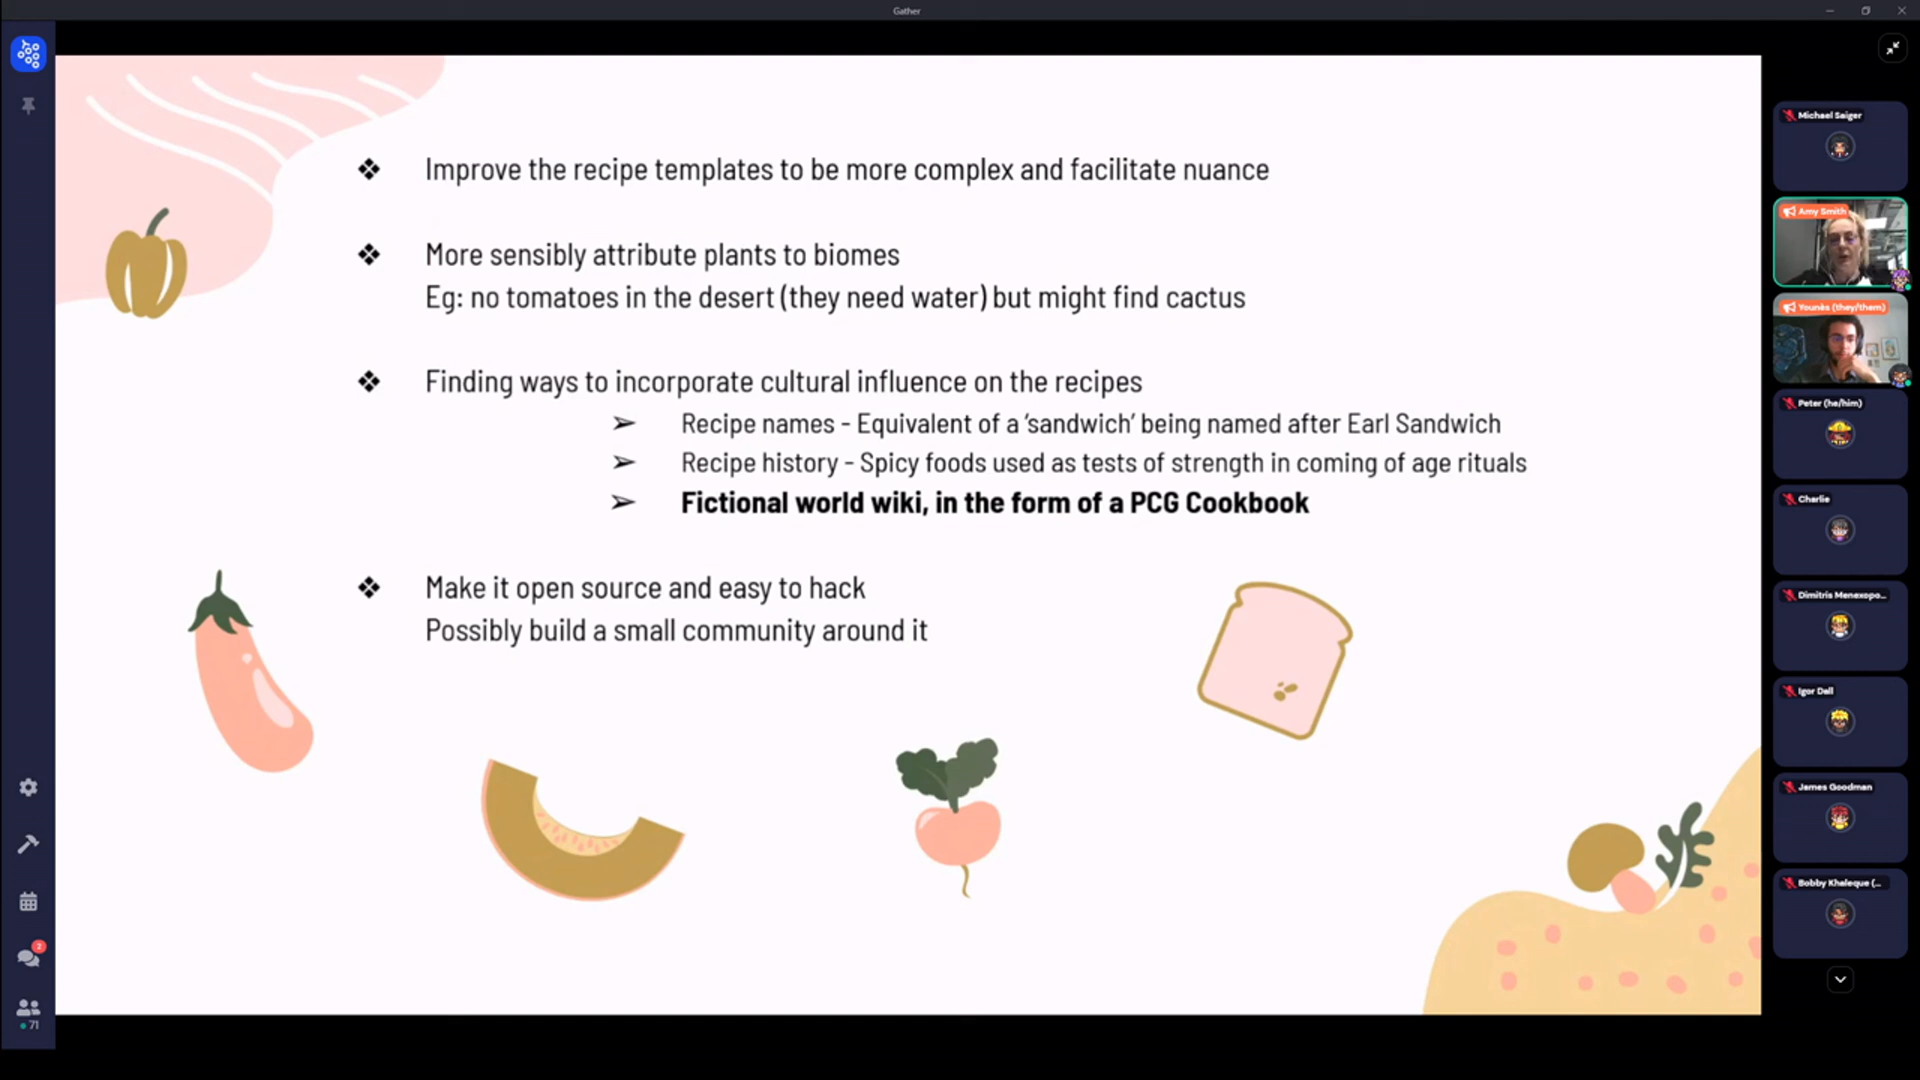 Gather
Improve the recipe templates to be more complex and facilitate nuance
More sensibly attribute plants to biomes
Eg: no tomatoes in the desert (they need water) but might find cactus
Finding ways to incorporate cultural influence on the recipes
Recipe names - Equivalent of a ‘sandwich’ being named after Earl Sandwich
Recipe history - Spicy foods used as tests of strength in coming of age rituals
Fictional world wiki, in the form of a PCG Cookbook
Make it open source and easy to hack
Possibly build a small community around it
Michael Saiger
Amy Smith
Younès (they/them)
Peter (he/him)
Charlie
Dimitris Menexopo...
Igor Dall
James Goodman
Bobby Khaleque (...
2
71